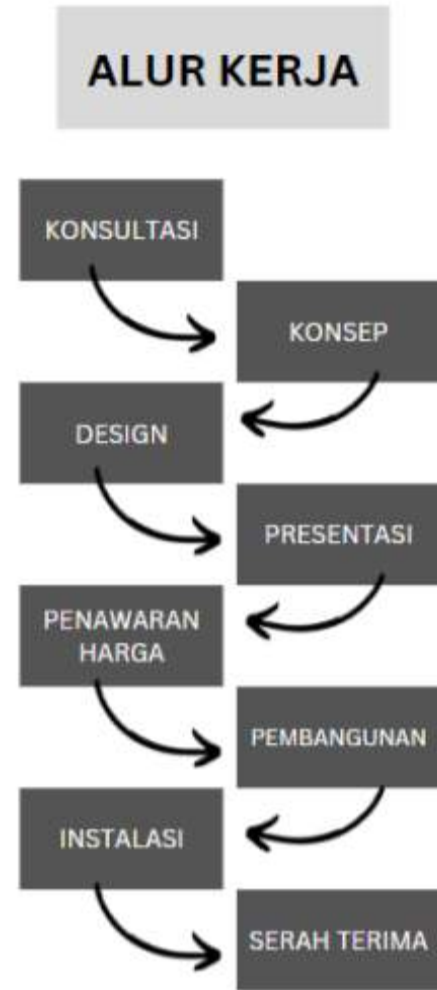 ALUR KERJA
KONSULTASI
KONSEP
DESIGN
PRESENTASI
PENAWARAN
HARGA
PEMBANGUNAN
INSTALASI
SERAH TERIMA